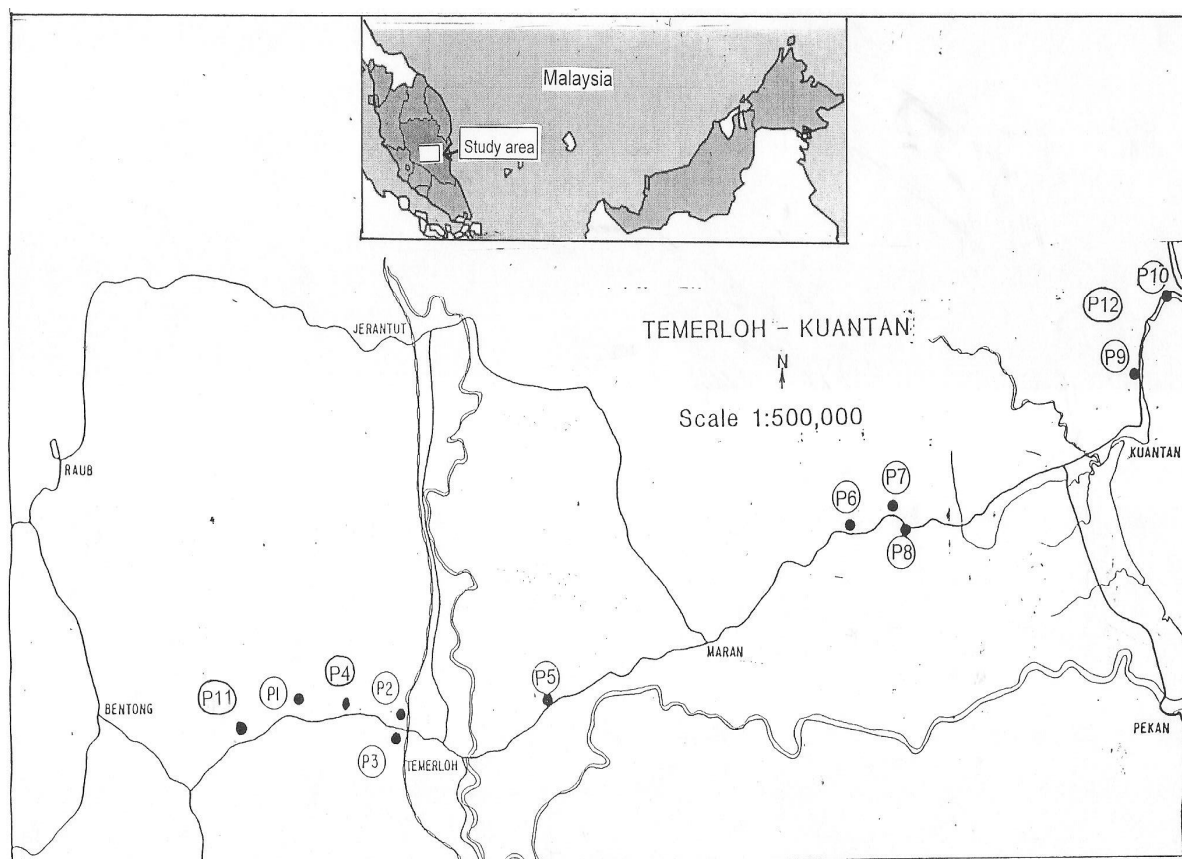 Malaysia
Study area
P10
P12
TEMERLOH - KUANTAN
JERANTUT
N
Scale 1:500,000
P9
KUANTAN
RAUB
P7
P6
P8
MARAN
P5
P4
P1
P2
P11
BENTONG
P3
TEMERLOH
PEKAN